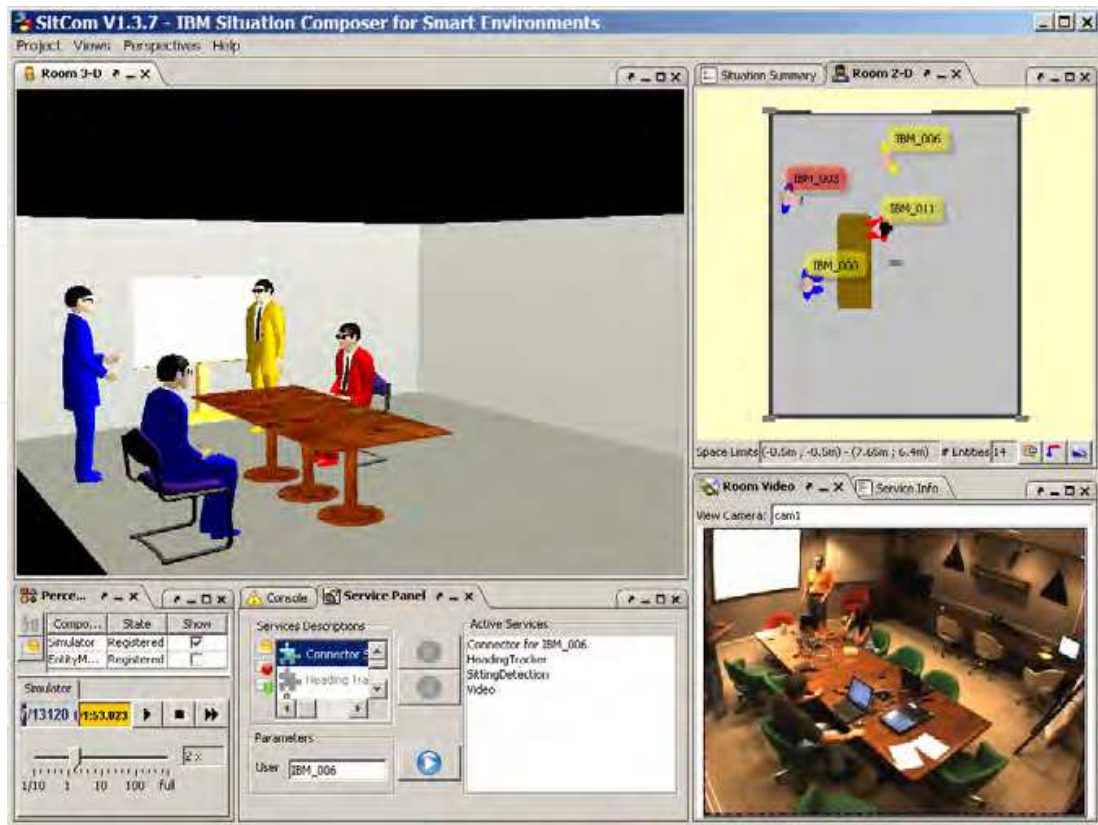 SitCom V1.3.7 - IBM Situation Composer for Smart Environments
Project Views Perspectives Help
Room 3-D
Situation Summary
Room 2-D
IBM_006
IBM_003
IBM_011
IBM_000
Space Limits (-0.5m ; -0.5m) - (7.65m ; 6.4m) # Entities 14
Room Video
Service Info
View Camera: cam1
Perce...
Compo... State Show
Simulator Registered
EntityM... Registered
Simulator
/13120
1:53.023
2 x
1/10 1 10 100 full
Console
Service Panel
Services Descriptions
Connector S
Heading Tra
Parameters
User IBM_006
Active Services
Connector for IBM_006
HeadingTracker
SittingDetection
Video